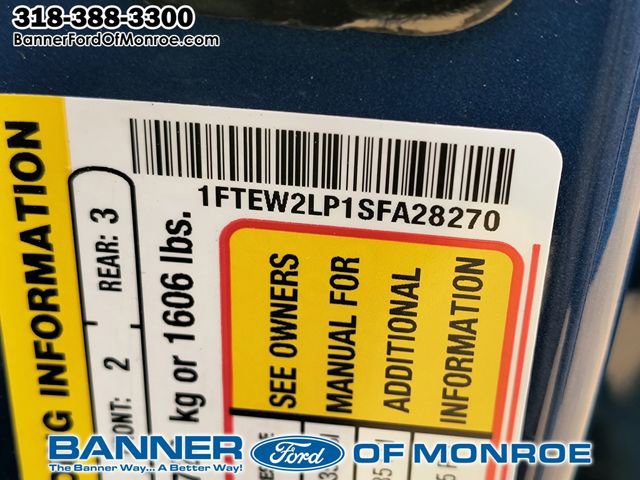 318-388-3300
BannerFordOfMonroe.com
1FTEW2LP1SFA28270
NG INFORMATION
REAR: 3
ONT: 2
kg or 1606 lbs.
SEE OWNERS
MANUAL FOR
ADDITIONAL
INFORMATION
BANNER Ford OF MONROE
The Banner Way... A Better Way!